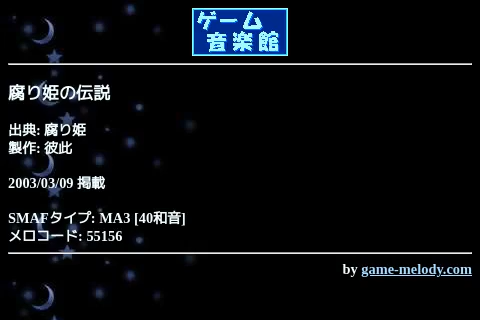 ゲーム
音楽館
腐り姫の伝説
出典: 腐り姫
製作: 彼此
2003/03/09 掲載
SMAFタイプ: MA3 [40和音]
メロコード: 55156
by game-melody.com